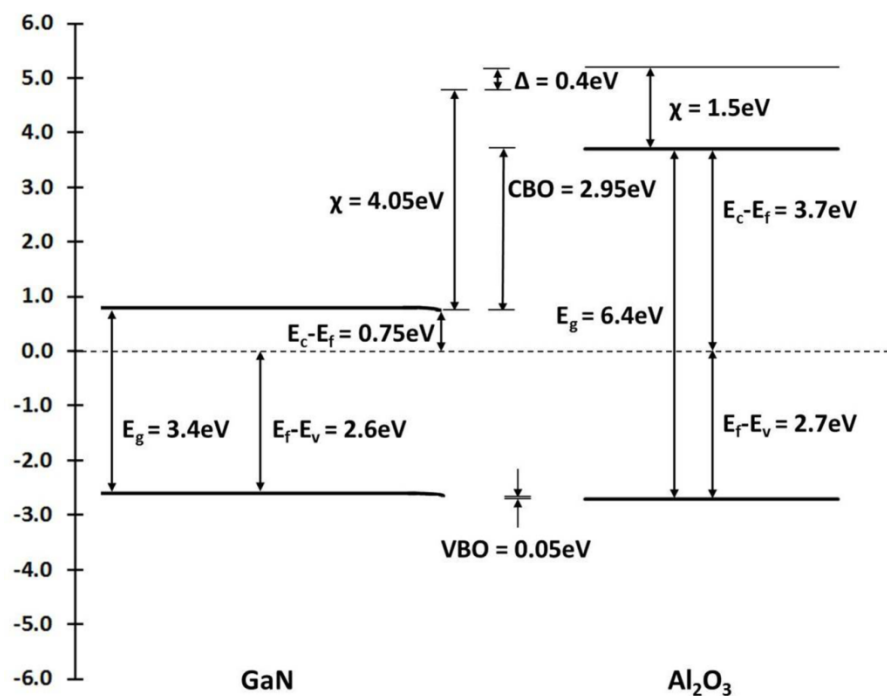 6.0
5.0
Δ = 0.4eV
χ = 1.5eV
4.0
3.0
CBO = 2.95eV
χ = 4.05eV
E_c-E_f = 3.7eV
2.0
1.0
E_c-E_f = 0.75eV
E_g = 6.4eV
0.0
-1.0
E_g = 3.4eV
E_f-E_v = 2.6eV
E_f-E_v = 2.7eV
-2.0
-3.0
VBO = 0.05eV
-4.0
-5.0
-6.0
GaN
Al₂O₃